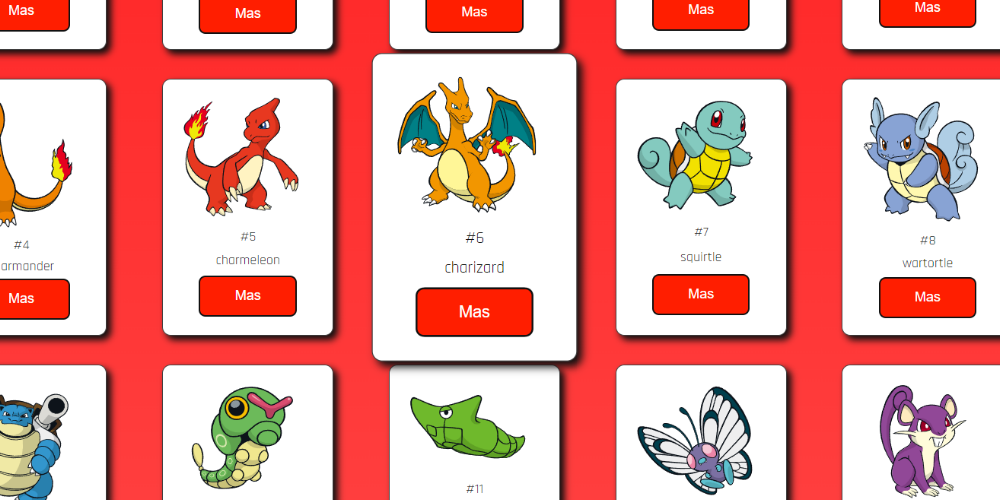 Mas
Mas
Mas
Mas
Mas
#4
armander
Mas
#5
charmeleon
Mas
#6
charizard
Mas
#7
squirtle
Mas
#8
wartortle
Mas
#11